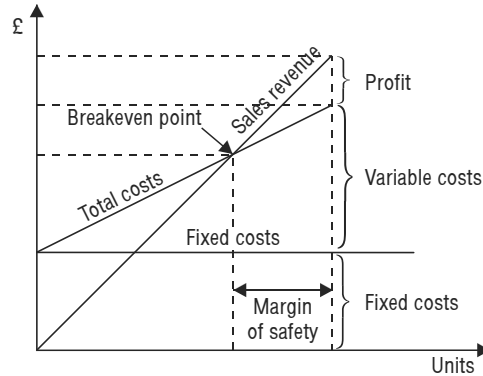 £
Sales revenue
Profit
Breakeven point
Total costs
Variable costs
Fixed costs
Margin
of safety
Fixed costs
Units